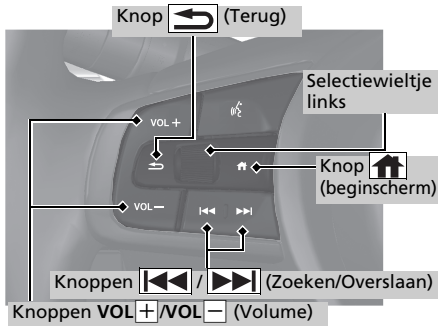 Knop (Terug)
Selectiewieltje
links
VOL +
Knop
(beginscherm)
VOL −
Knoppen / (Zoeken/Overslaan)
Knoppen VOL + /VOL − (Volume)